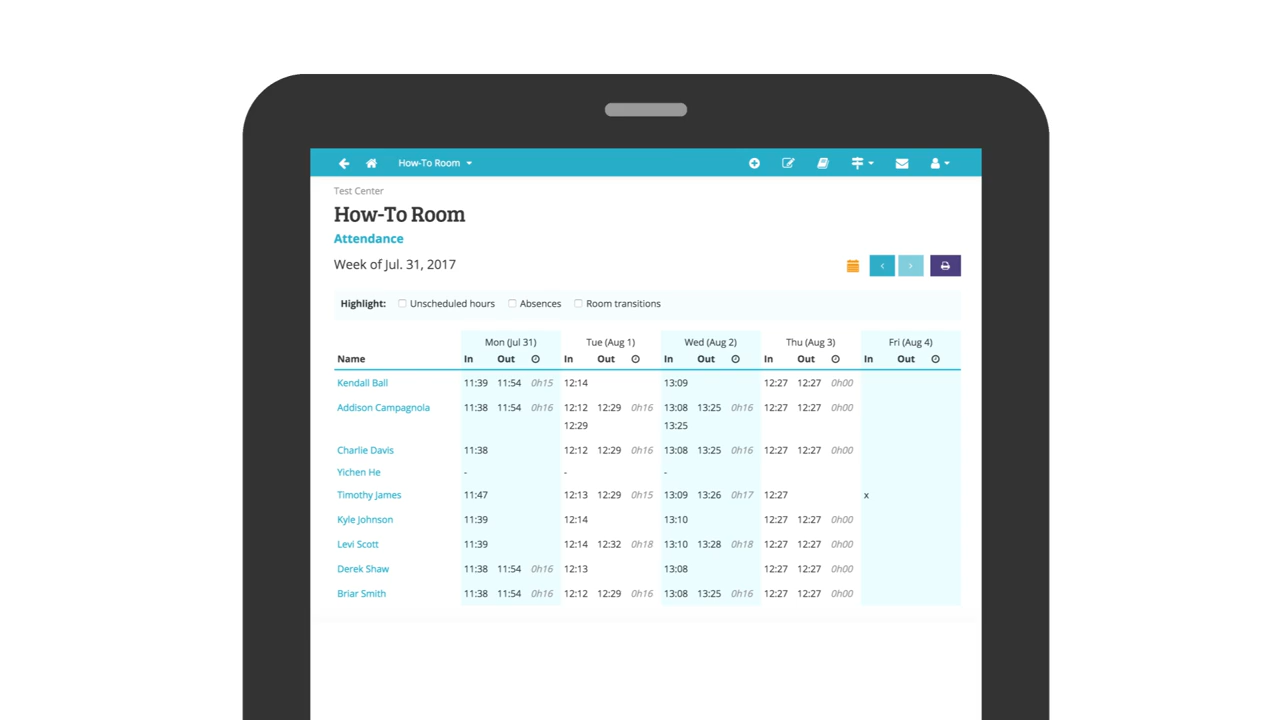 How-To Room
Test Center
How-To Room
Attendance
Week of Jul. 31, 2017
Highlight: Unscheduled hours Absences Room transitions
Mon (Jul 31) Tue (Aug 1) Wed (Aug 2) Thu (Aug 3) Fri (Aug 4)
Name In Out In Out In Out In Out In Out
Kendall Ball 11:39 11:54 0h15 12:14 13:09 12:27 12:27 0h00
Addison Campagnola 11:38 11:54 0h16 12:12 12:29 0h16 13:08 13:25 0h16 12:27 12:27 0h00
12:29 13:25
Charlie Davis 11:38 12:12 12:29 0h16 13:08 13:25 0h16 12:27 12:27 0h00
Yichen He - - -
Timothy James 11:47 12:13 12:29 0h15 13:09 13:26 0h17 12:27 x
Kyle Johnson 11:39 12:14 13:10 12:27 12:27 0h00
Levi Scott 11:39 12:14 12:32 0h18 13:10 13:28 0h18 12:27 12:27 0h00
Derek Shaw 11:38 11:54 0h16 12:13 13:08 12:27 12:27 0h00
Briar Smith 11:38 11:54 0h16 12:12 12:29 0h16 13:08 13:25 0h16 12:27 12:27 0h00